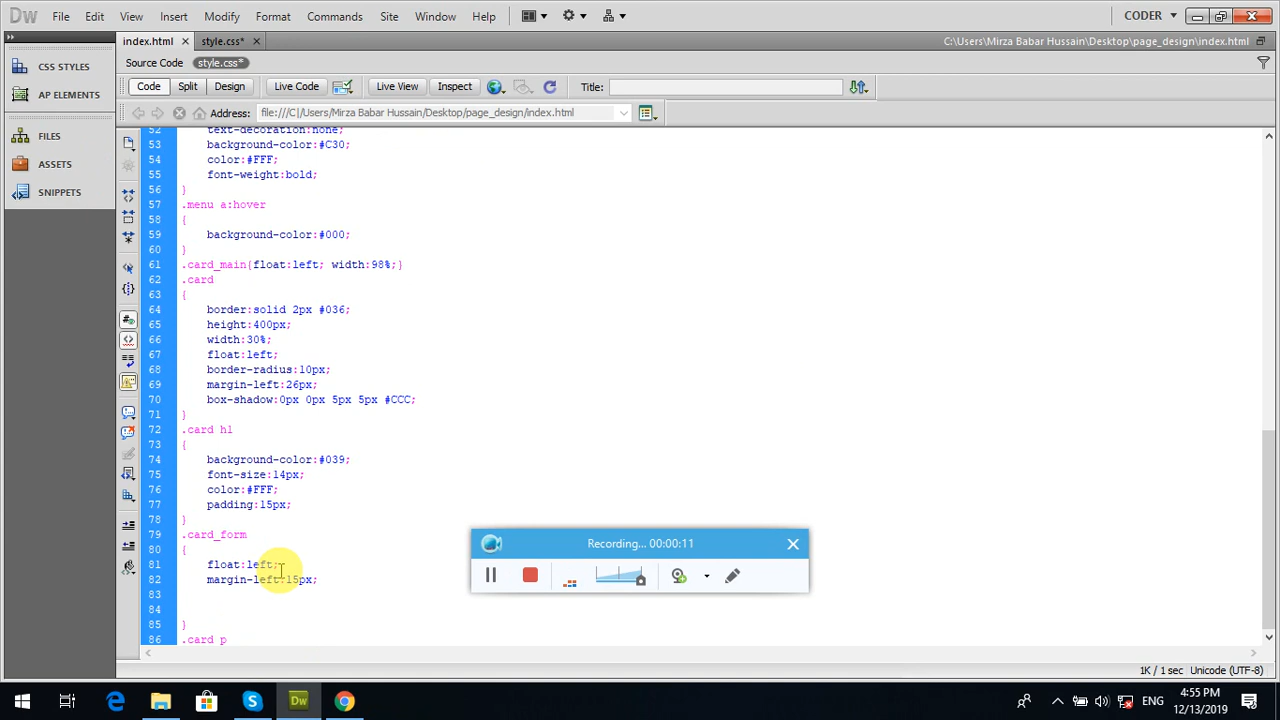 Dw File Edit View Insert Modify Format Commands Site Window Help CODER
index.html style.css* C:\Users\Mirza Babar Hussain\Desktop\page_design\index.html
Source Code style.css*
Code Split Design Live Code Live View Inspect Title:
Address: file:///C|/Users/Mirza Babar Hussain/Desktop/page_design/index.html
CSS STYLES
AP ELEMENTS
FILES
ASSETS
SNIPPETS
52 text-decoration:none;
53 background-color:#C30;
54 color:#FFF;
55 font-weight:bold;
56 }
57 .menu a:hover
58 {
59 background-color:#000;
60 }
61 .card_main{float:left; width:98%;}
62 .card
63 {
64 border:solid 2px #036;
65 height:400px;
66 width:30%;
67 float:left;
68 border-radius:10px;
69 margin-left:26px;
70 box-shadow:0px 0px 5px 5px #CCC;
71 }
72 .card h1
73 {
74 background-color:#039;
75 font-size:14px;
76 color:#FFF;
77 padding:15px;
78 }
79 .card_form
80 {
81 float:left;
82 margin-left:15px;
83
84
85 }
86 .card p
Recording... 00:00:11
1K / 1 sec Unicode (UTF-8)
Dw ENG 4:55 PM
12/13/2019